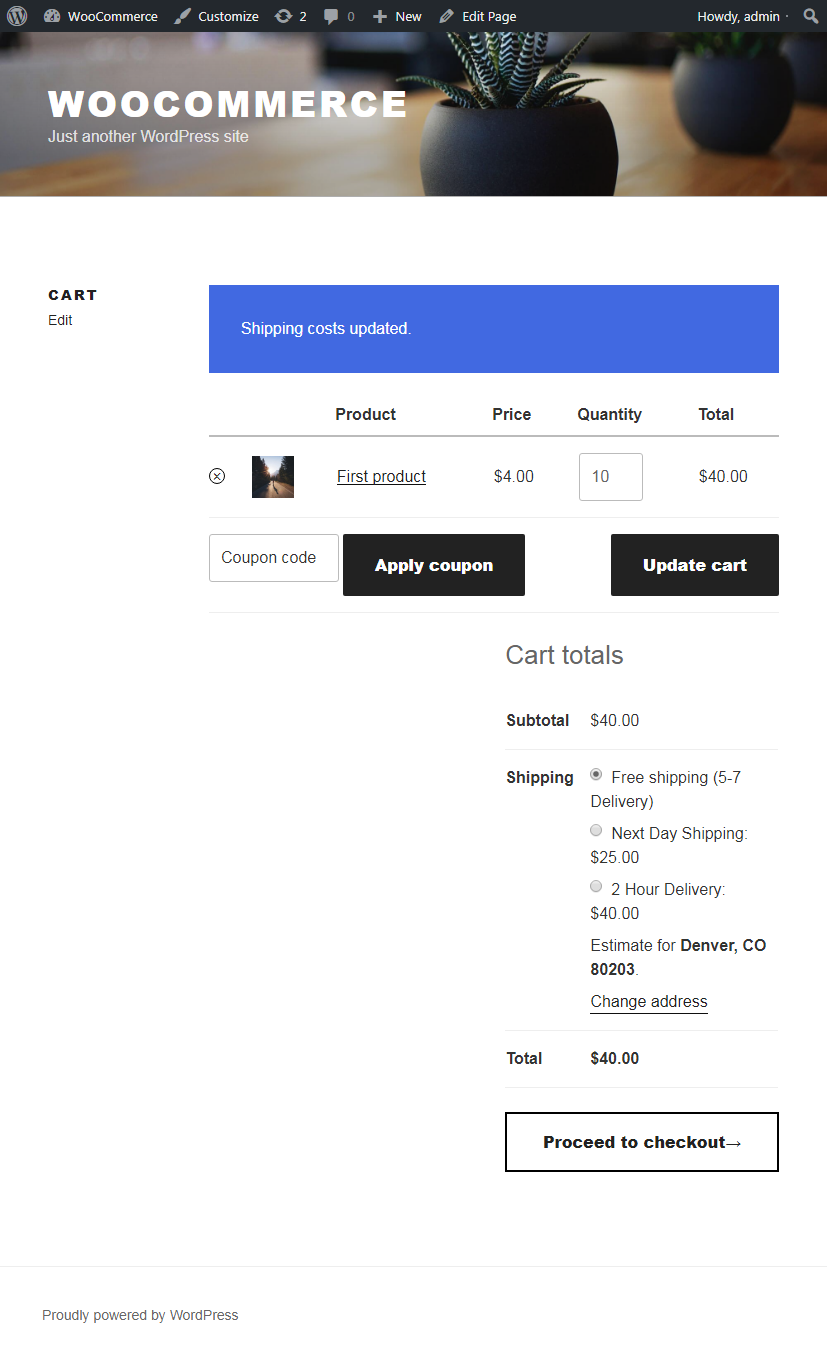 WooCommerce Customize 2 0 New Edit Page Howdy, admin
WOOCOMMERCE
Just another WordPress site
CART
Edit
Shipping costs updated.
Product Price Quantity Total
First product $4.00 10 $40.00
Coupon code Apply coupon Update cart
Cart totals
Subtotal $40.00
Shipping Free shipping (5-7
Delivery)
Next Day Shipping:
$25.00
2 Hour Delivery:
$40.00
Estimate for Denver, CO
80203.
Change address
Total $40.00
Proceed to checkout→
Proudly powered by WordPress